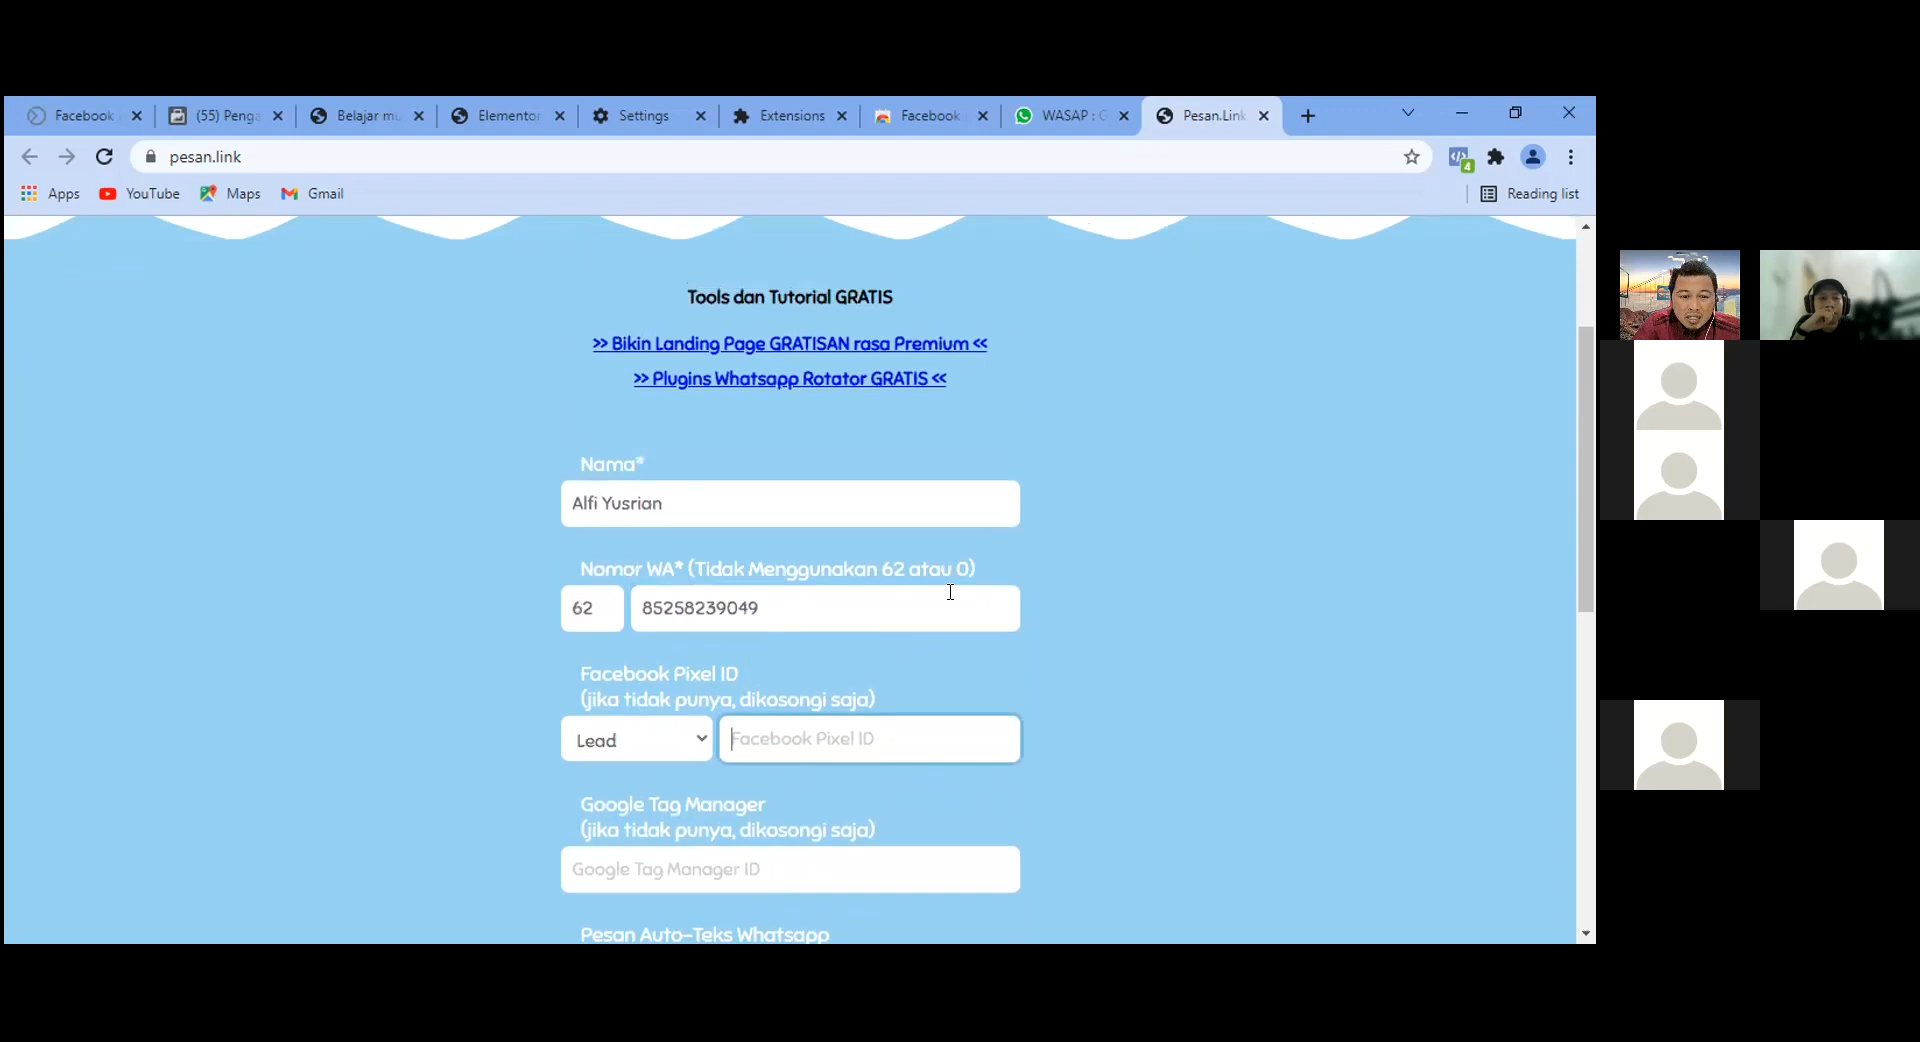 Facebook
(55) Penga
Belajar mu
Elementor
Settings
Extensions
Facebook
WASAP : G
Pesan.Link
pesan.link
4
Apps
YouTube
Maps
Gmail
Reading list
Tools dan Tutorial GRATIS
>> Bikin Landing Page GRATISAN rasa Premium <<
>> Plugins Whatsapp Rotator GRATIS <<
Nama*
Alfi Yusrian
Nomor WA* (Tidak Menggunakan 62 atau 0)
62 85258239049
Facebook Pixel ID
(jika tidak punya, dikosongi saja)
Lead Facebook Pixel ID
Google Tag Manager
(jika tidak punya, dikosongi saja)
Google Tag Manager ID
Pesan Auto-Teks Whatsapp